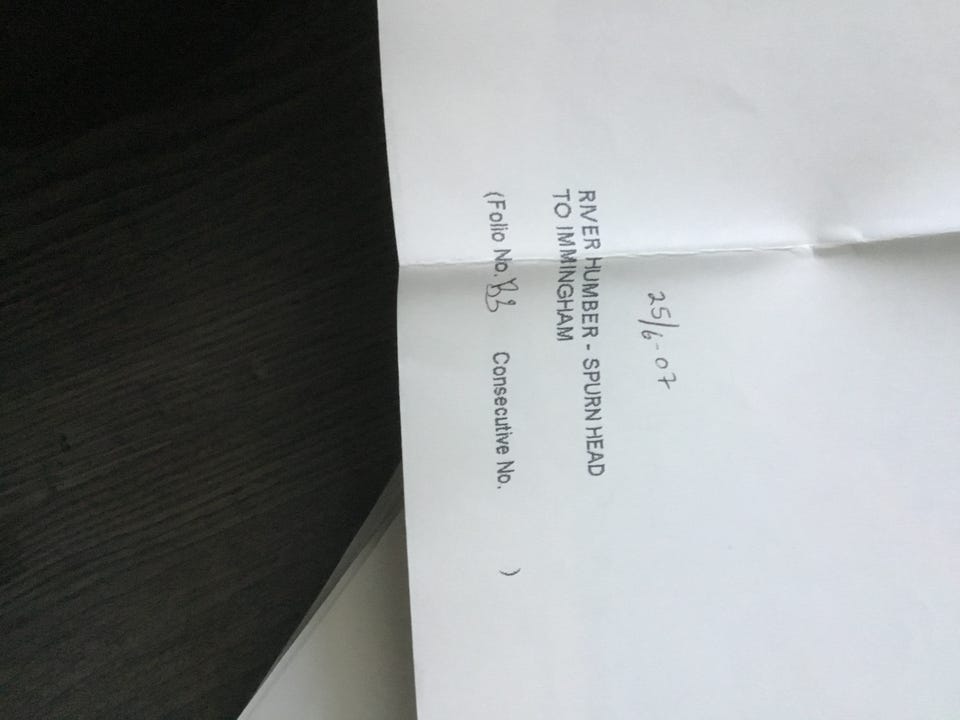 25/6-07
RIVER HUMBER - SPURN HEAD
TO IMMINGHAM
(Folio No. Consecutive No. )